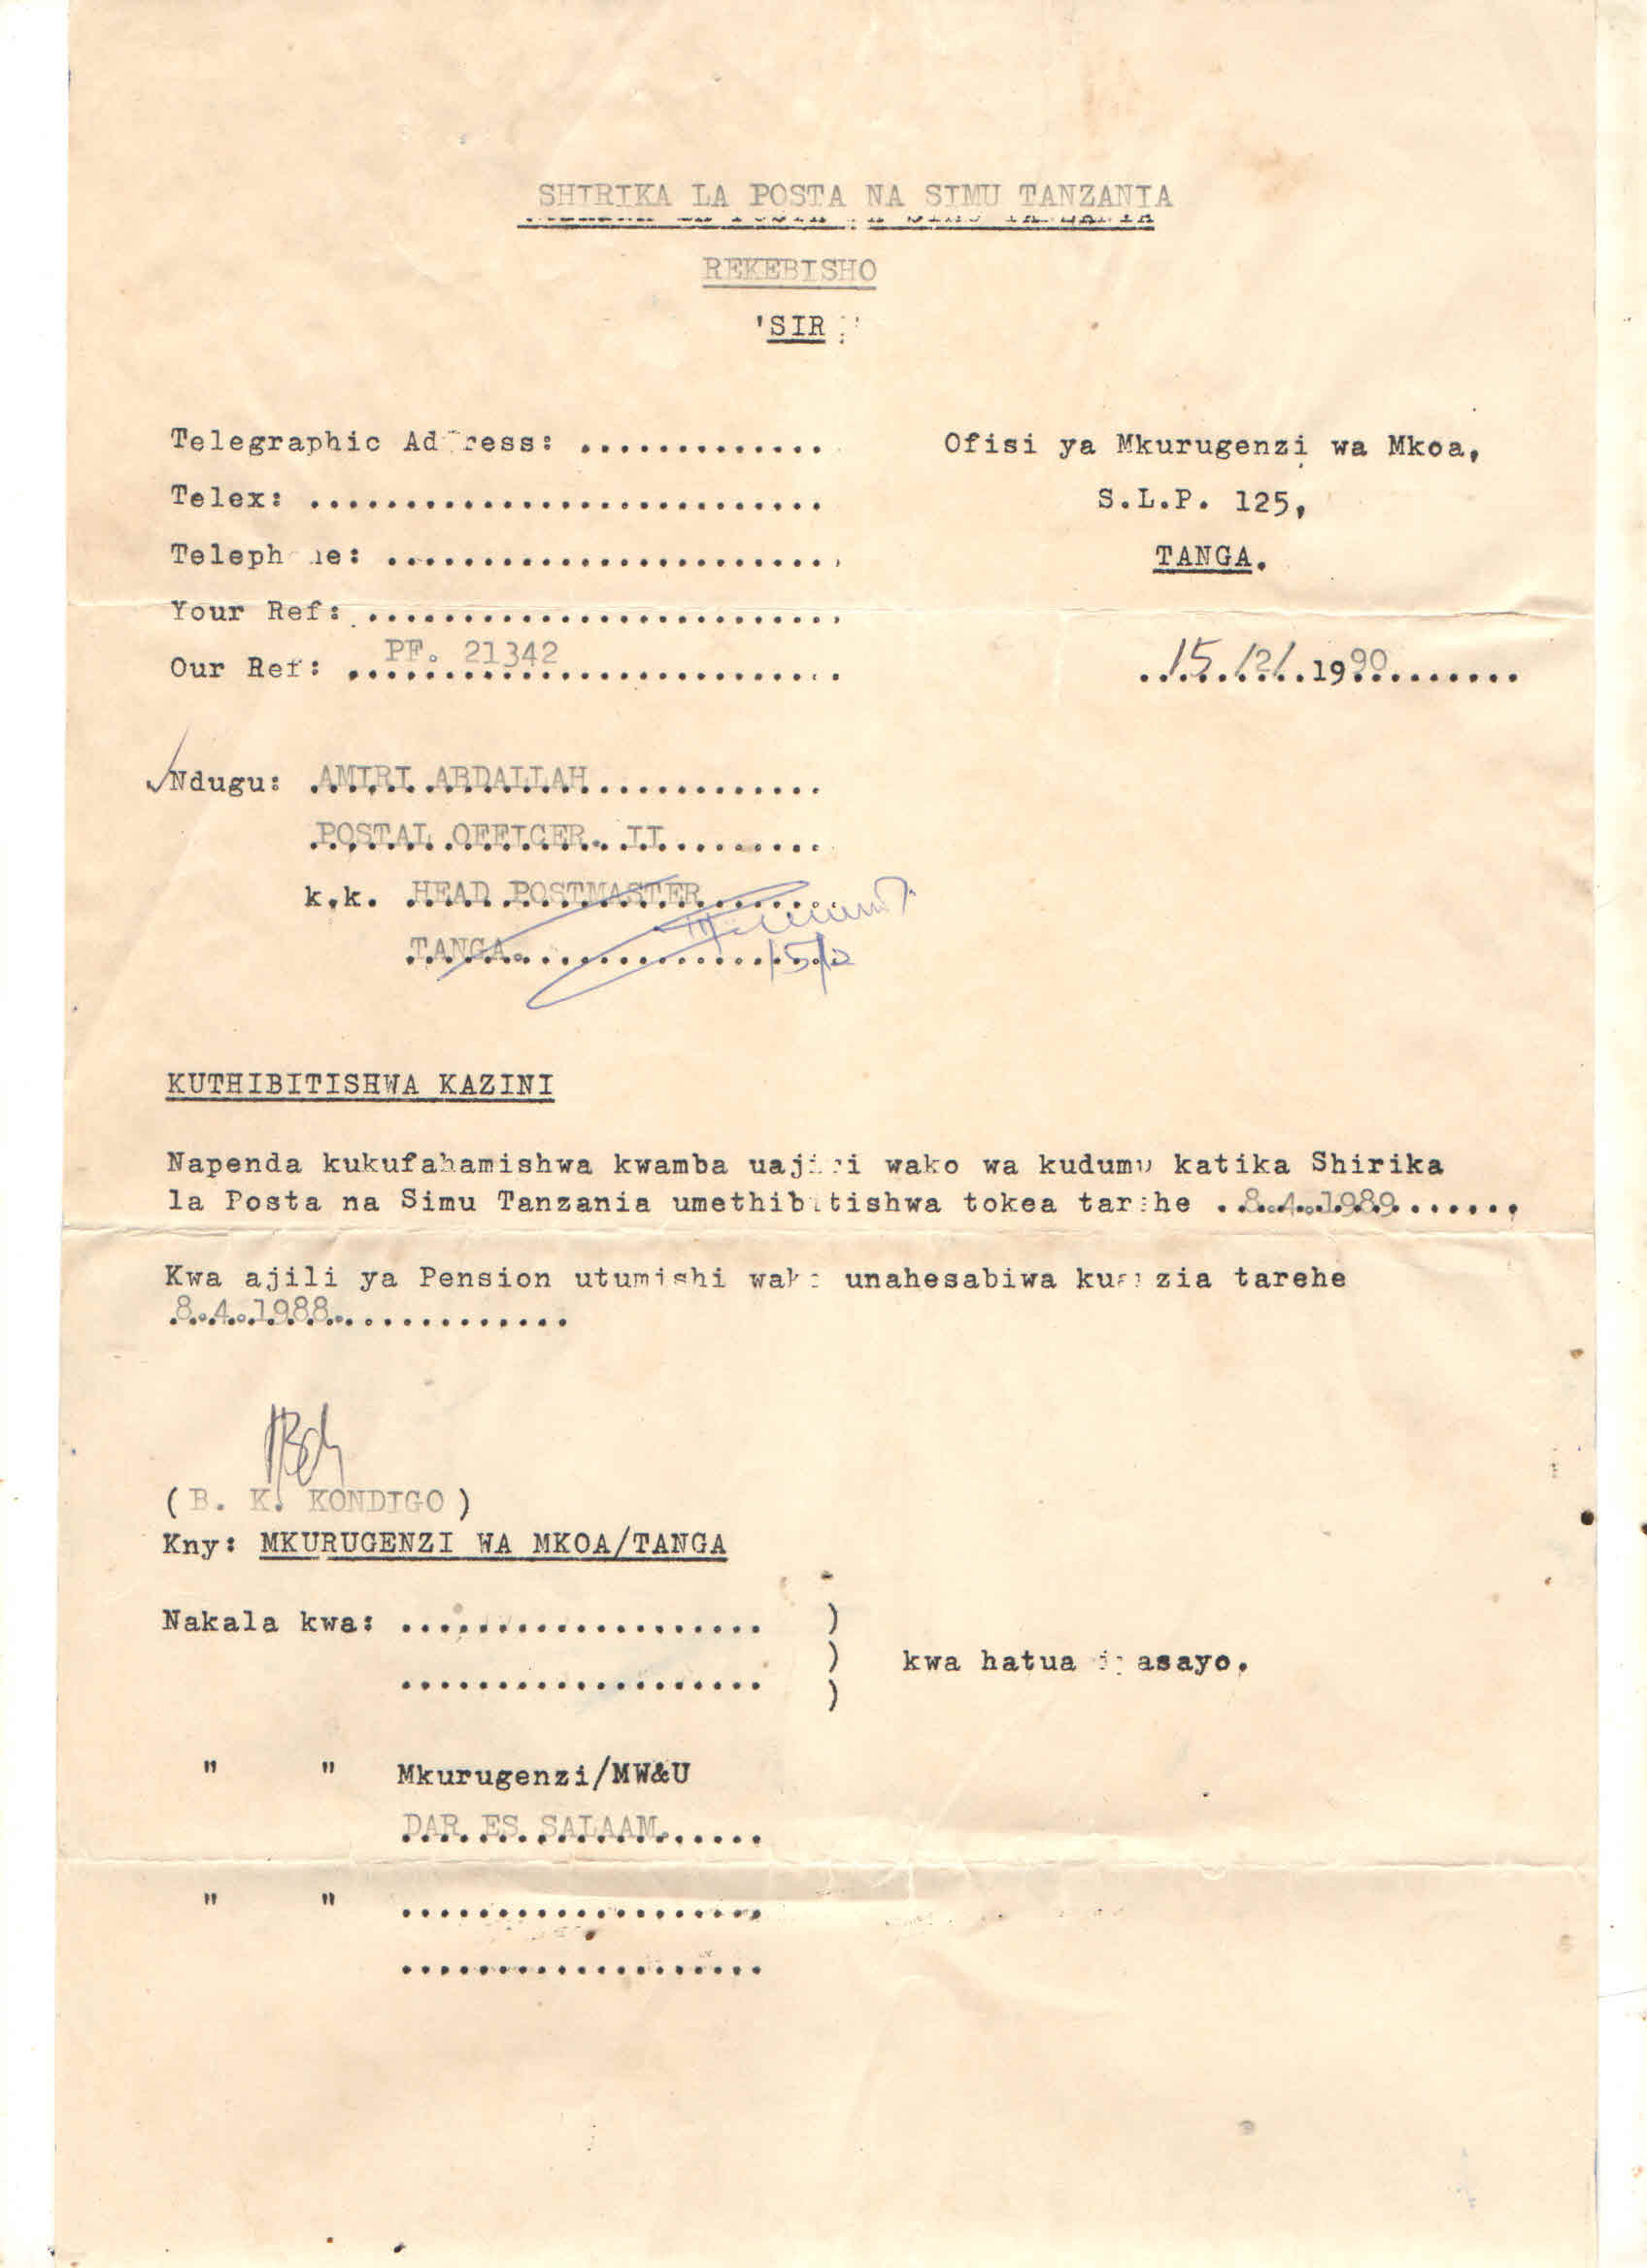 SHIRIKA LA POSTA NA SIMU TANZANIA
REKEBISHO
'SIR
Telegraphic Address: .............
Telex: ...........................
Telephone: .......................
Your Ref: ........................
Our Ref: PF. 21342
Ofisi ya Mkurugenzi wa Mkoa,
S.L.P. 125,
TANGA.
15/2/ 1990
Ndugu: AMIRI ABDALLAH
POSTAL OFFICER. II
k.k. HEAD POSTMASTER
TANGA.
15/2
KUTHIBITISHWA KAZINI
Napenda kukufahamishwa kwamba uajiri wako wa kudumu katika Shirika
la Posta na Simu Tanzania umethibitishwa tokea tarehe 8.4.1989
Kwa ajili ya Pension utumishi wako unahesabiwa kuanzia tarehe
8.4.1988.
(B. K. KONDIGO)
Kny: MKURUGENZI WA MKOA/TANGA
Nakala kwa: ................... )
................... ) kwa hatua ipasayo.
)
" " Mkurugenzi/MW&U
DAR ES SALAAM.
" " ...................
...................